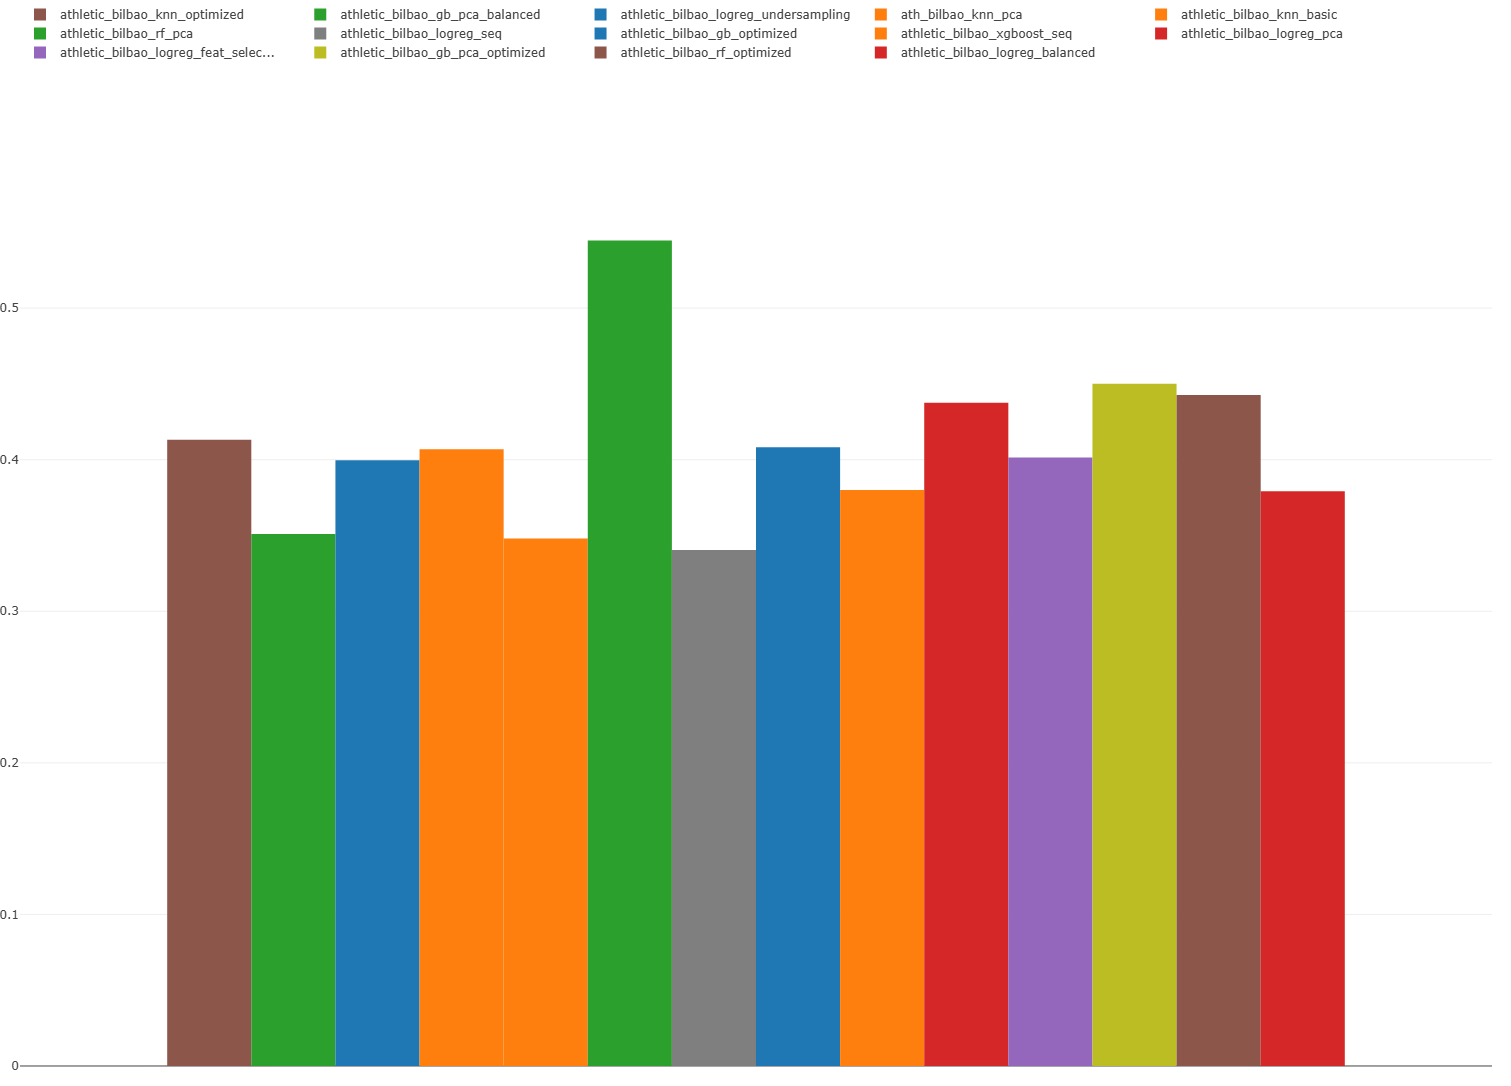 athletic_bilbao_knn_optimized athletic_bilbao_gb_pca_balanced athletic_bilbao_logreg_undersampling ath_bilbao_knn_pca athletic_bilbao_knn_basic
athletic_bilbao_rf_pca athletic_bilbao_logreg_seq athletic_bilbao_gb_optimized athletic_bilbao_xgboost_seq athletic_bilbao_logreg_pca
athletic_bilbao_logreg_feat_selec... athletic_bilbao_gb_pca_optimized athletic_bilbao_rf_optimized athletic_bilbao_logreg_balanced
0.5
0.4
0.3
0.2
0.1
0